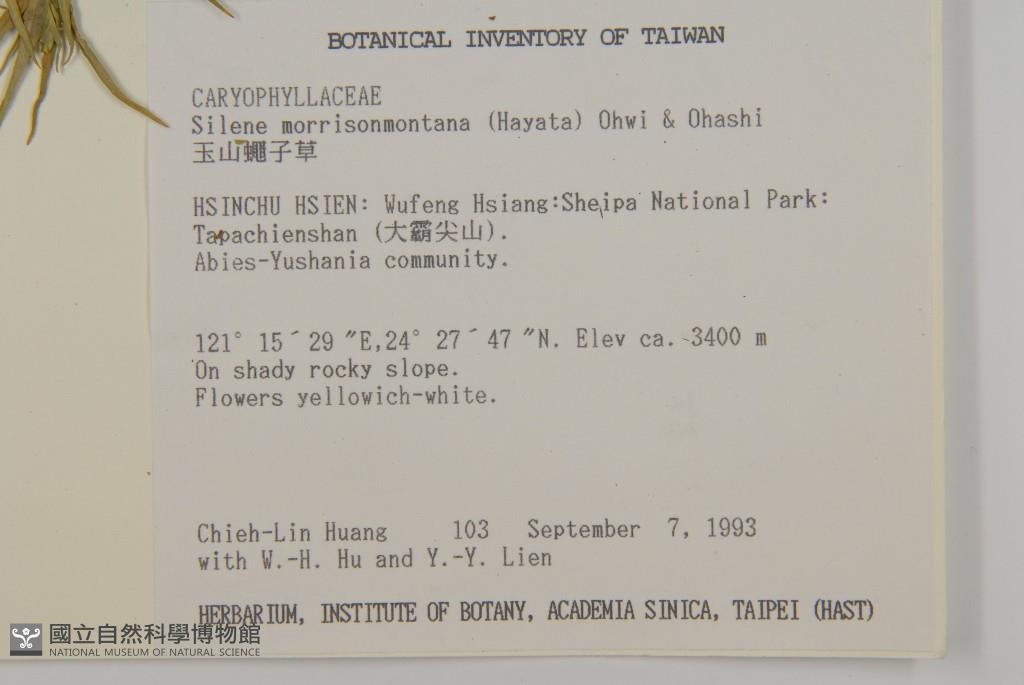 BOTANICAL INVENTORY OF TAIWAN
CARYOPHYLLACEAE
Silene morrisonmontana (Hayata) Ohwi & Ohashi
玉山蠅子草
HSINCHU HSIEN: Wufeng Hsiang:Sheipa National Park:
Tapachienshan (大霸尖山).
Abies-Yushania community.
121° 15´ 29 ″E,24° 27´ 47 ″N. Elev ca. 3400 m
On shady rocky slope.
Flowers yellowich-white.
Chieh-Lin Huang 103 September 7, 1993
with W.-H. Hu and Y.-Y. Lien
HERBARIUM, INSTITUTE OF BOTANY, ACADEMIA SINICA, TAIPEI (HAST)
國立自然科學博物館
NATIONAL MUSEUM OF NATURAL SCIENCE